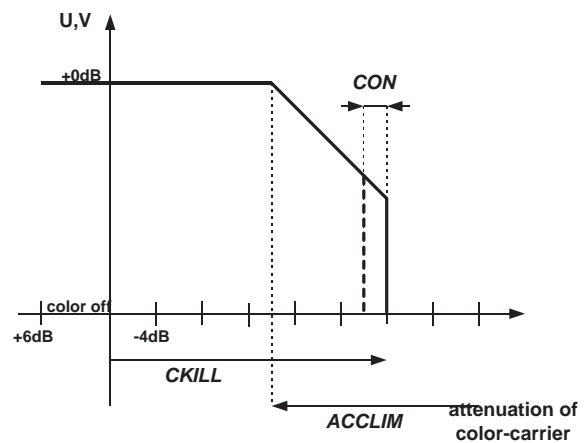 U,V
+0dB
CON
color off
+6dB
-4dB
CKILL
ACCLIM
attenuation of
color-carrier